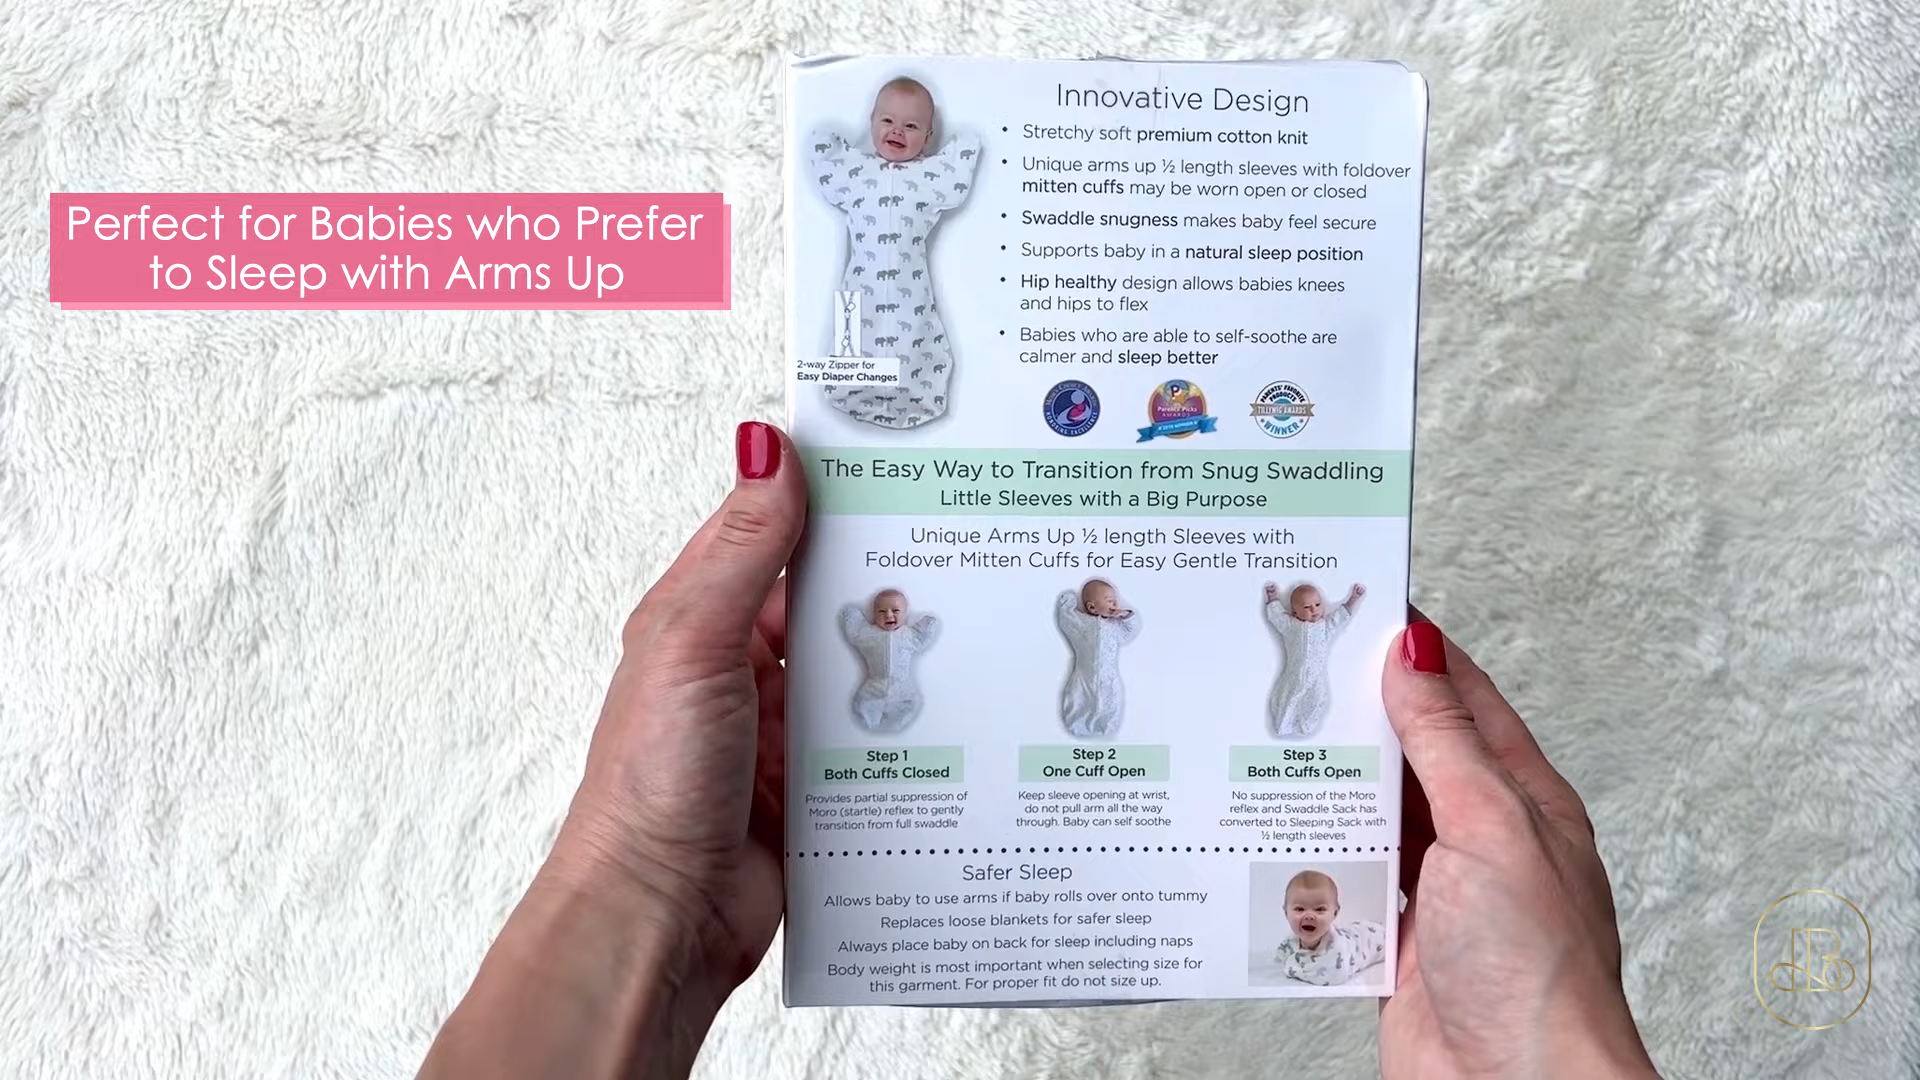 Perfect for Babies who Prefer
to Sleep with Arms Up
Innovative Design
• Stretchy soft premium cotton knit
• Unique arms up ½ length sleeves with foldover
mitten cuffs may be worn open or closed
• Swaddle snugness makes baby feel secure
• Supports baby in a natural sleep position
• Hip healthy design allows babies knees
and hips to flex
• Babies who are able to self-soothe are
calmer and sleep better
2-way Zipper for
Easy Diaper Changes
Parents' Picks
AWARDS
PARENTS' FAVORITE
PRODUCTS
TILLYWIG AWARDS
WINNER
The Easy Way to Transition from Snug Swaddling
Little Sleeves with a Big Purpose
Unique Arms Up ½ length Sleeves with
Foldover Mitten Cuffs for Easy Gentle Transition
Step 1
Both Cuffs Closed
Provides partial suppression of
Moro (startle) reflex to gently
transition from full swaddle
Step 2
One Cuff Open
Keep sleeve opening at wrist,
do not pull arm all the way
through. Baby can self soothe
Step 3
Both Cuffs Open
No suppression of the Moro
reflex and Swaddle Sack has
converted to Sleeping Sack with
½ length sleeves
Safer Sleep
Allows baby to use arms if baby rolls over onto tummy
Replaces loose blankets for safer sleep
Always place baby on back for sleep including naps
Body weight is most important when selecting size for
this garment. For proper fit do not size up.